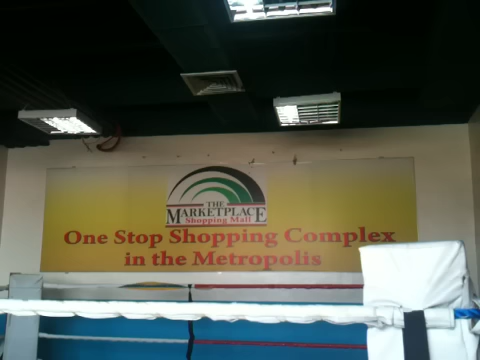 THE
MARKETPLACE
Shopping Mall
One Stop Shopping Complex
in the Metropolis